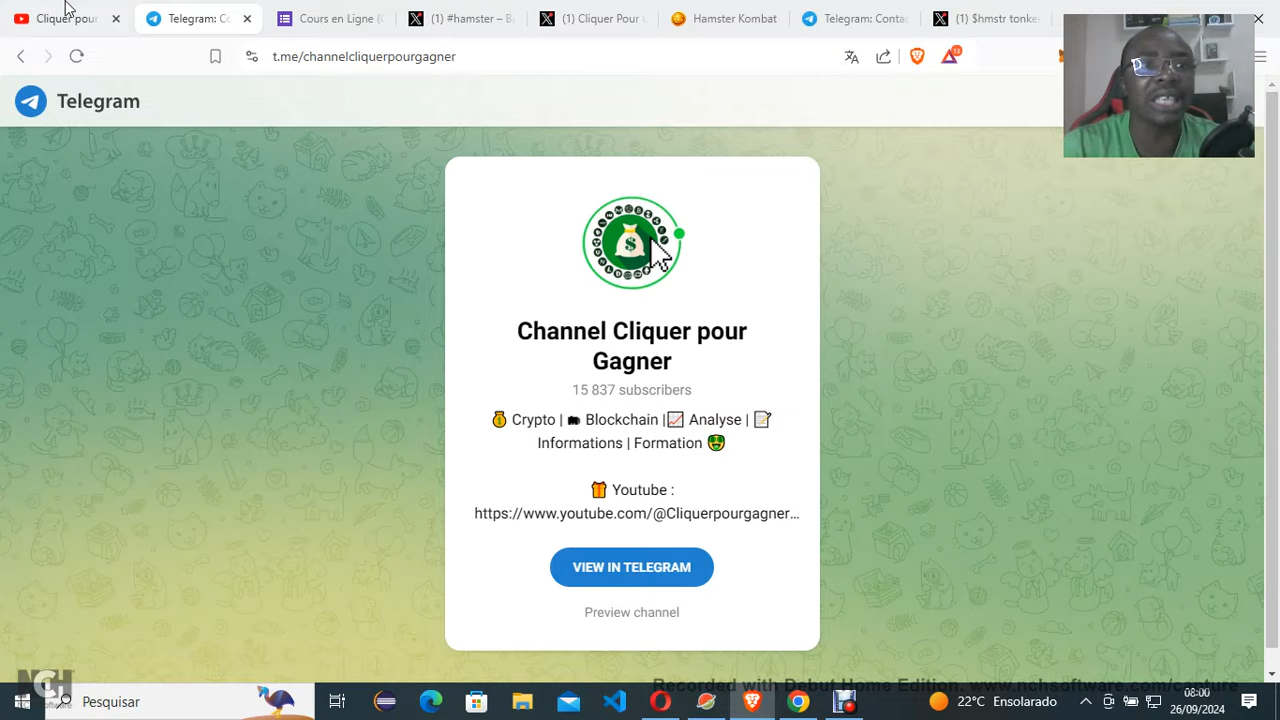 Cliquer pour
Telegram: Co
Cours en Ligne (
(1) #hamster – B
(1) Cliquer Pour
Hamster Kombat
Telegram: Contac
(1) $hmstr tonke
t.me/channelcliquerpourgagner
Telegram
Channel Cliquer pour
Gagner
15 837 subscribers
Crypto | Blockchain | Analyse |
Informations | Formation
Youtube :
https://www.youtube.com/@Cliquerpourgagner...
VIEW IN TELEGRAM
Preview channel
NCH
Software
Recorded with Debut Home Edition. www.nchsoftware.com/capture
Pesquisar
22°C Ensolarado
08:00
26/09/2024